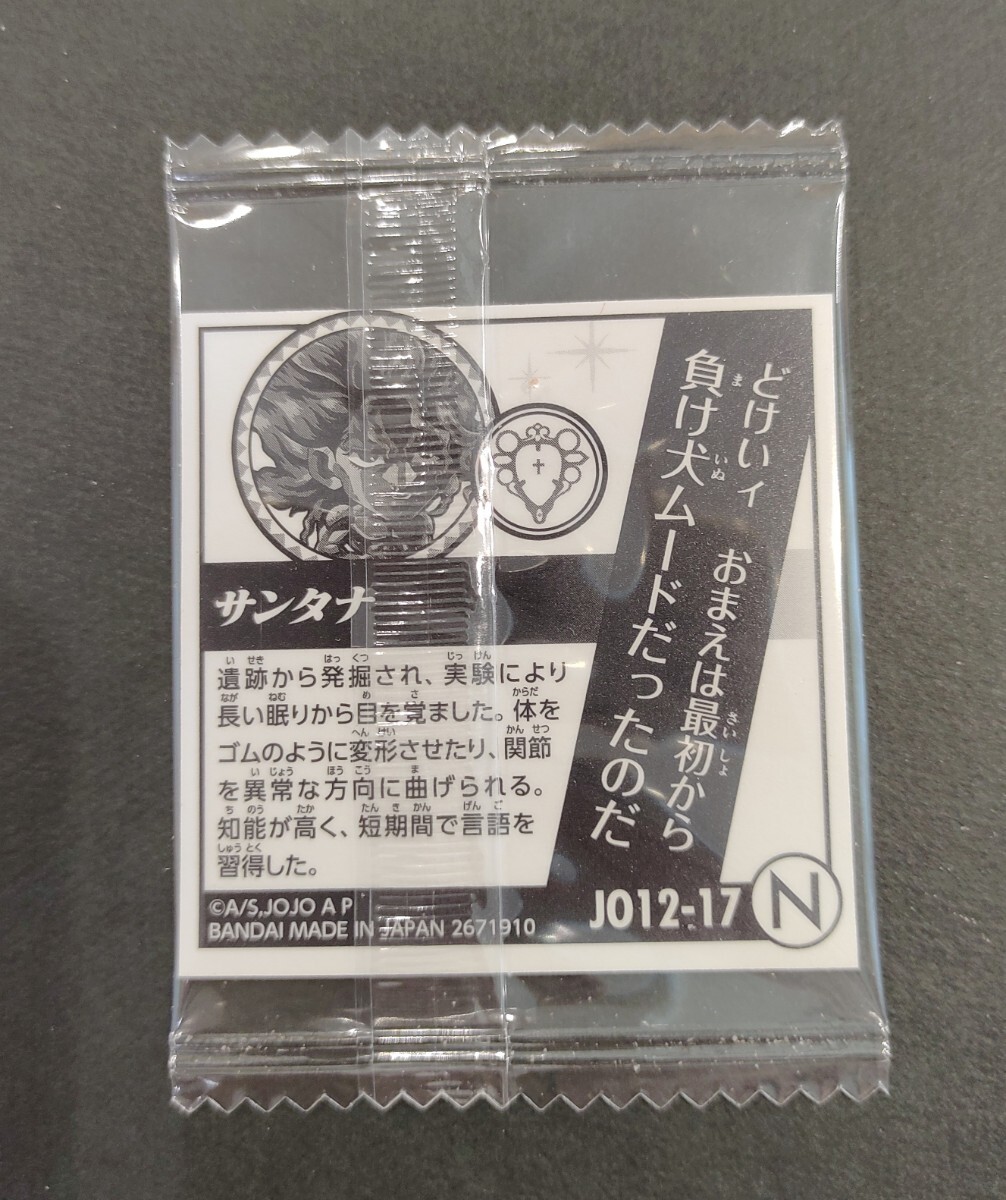 どけいィ おまえは最初から
負け犬ムードだったのだ
サンタナ
遺跡から発掘され、実験により
長い眠りから目を覚ました。体を
ゴムのように変形させたり、関節
を異常な方向に曲げられる。
知能が高く、短期間で言語を
習得した。
©A/S,JOJO A P
BANDAI MADE IN JAPAN 2671910
JO12-17 N